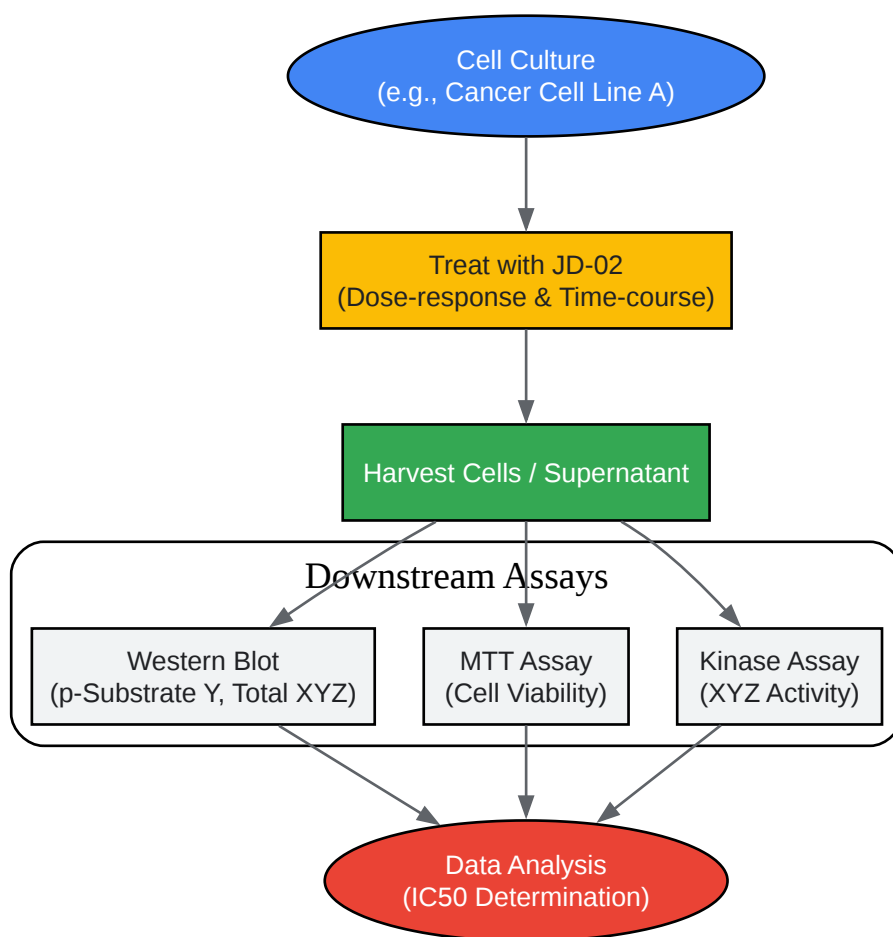 Cell Culture
(e.g., Cancer Cell Line A)
Treat with JD-02
(Dose-response & Time-course)
Harvest Cells / Supernatant
Downstream Assays
Western Blot
(p-Substrate Y, Total XYZ)
MTT Assay
(Cell Viability)
Kinase Assay
(XYZ Activity)
Data Analysis
(IC50 Determination)